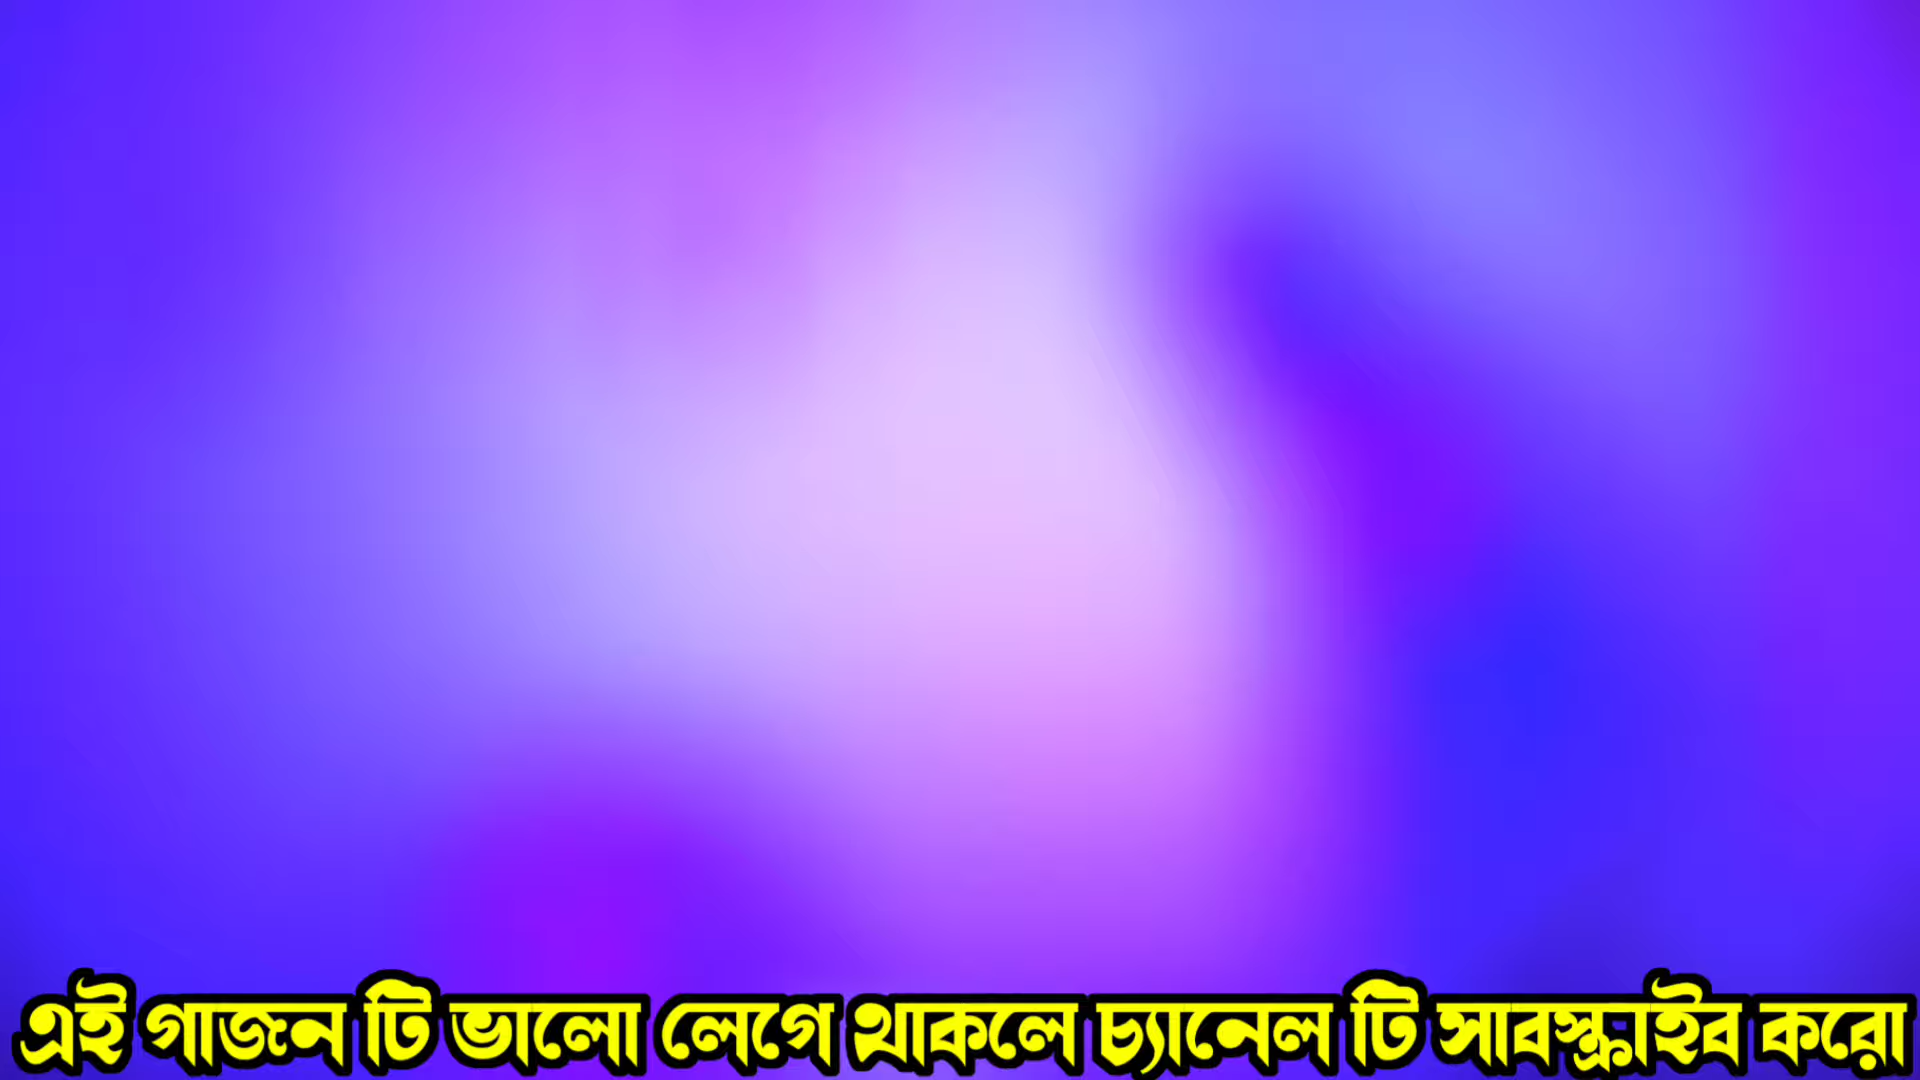 এই গাজন টি ভালো লেগে থাকলে চ্যানেল টি সাবস্ক্রাইব করো